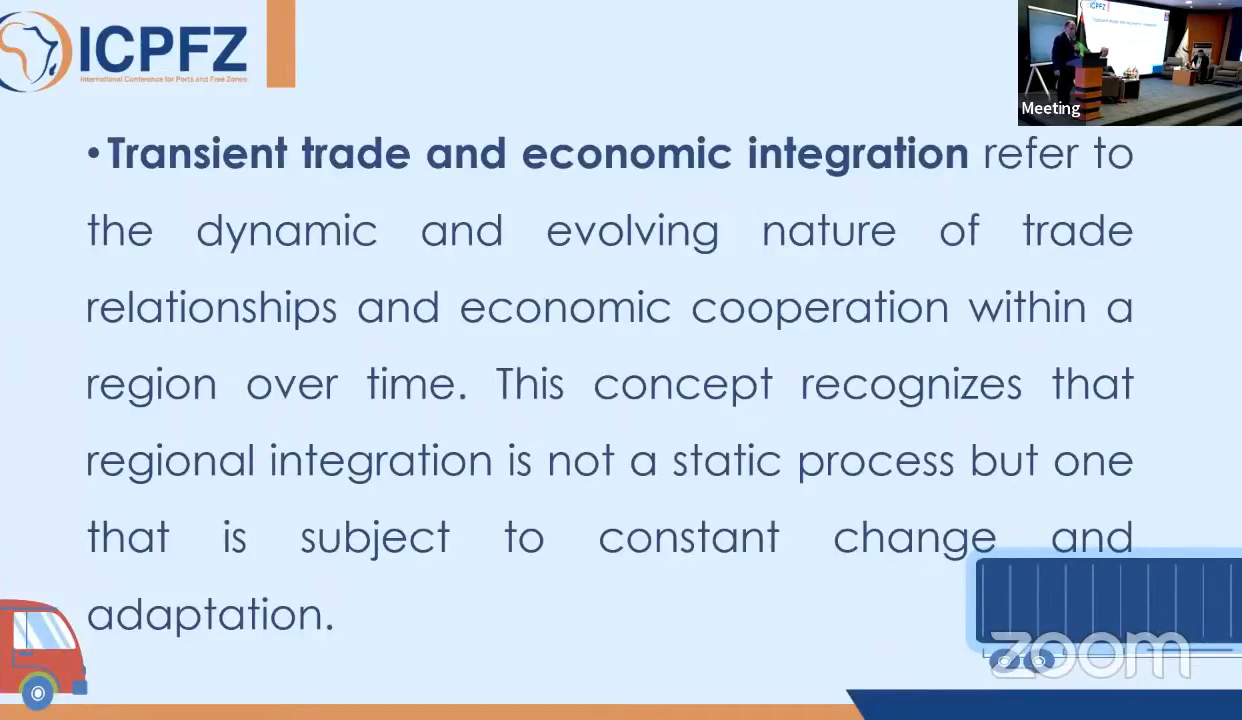 ICPFZ
International Conference for Ports and Free Zones
Meeting
• Transient trade and economic integration refer to
the dynamic and evolving nature of trade
relationships and economic cooperation within a
region over time. This concept recognizes that
regional integration is not a static process but one
that is subject to constant change and
adaptation.
zoom